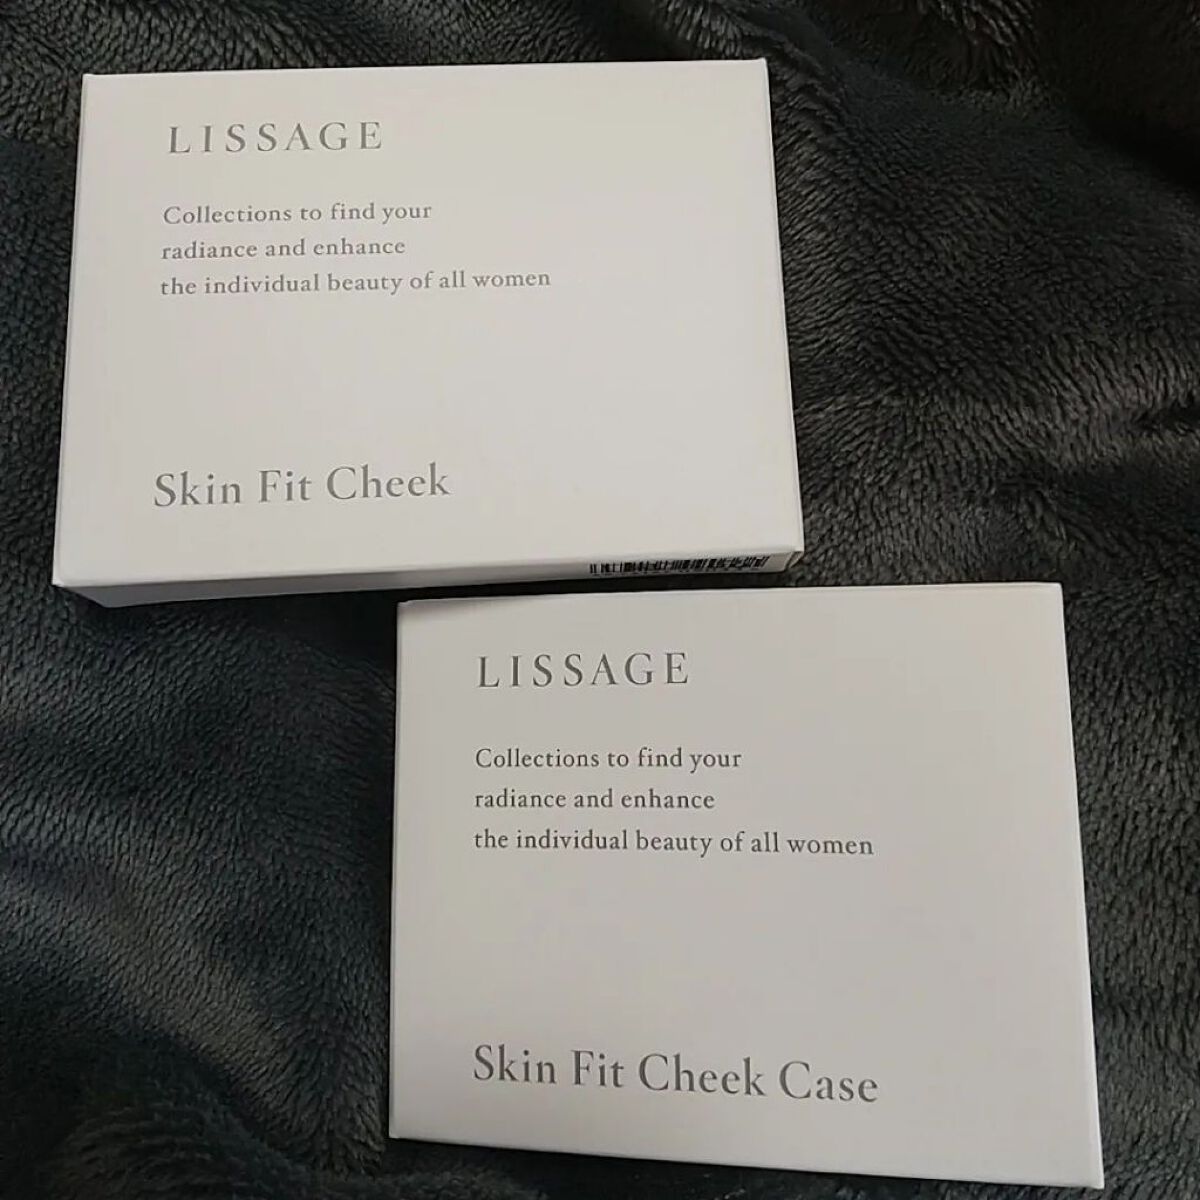 LISSAGE
Collections to find your
radiance and enhance
the individual beauty of all women
Skin Fit Cheek
LISSAGE
Collections to find your
radiance and enhance
the individual beauty of all women
Skin Fit Cheek Case